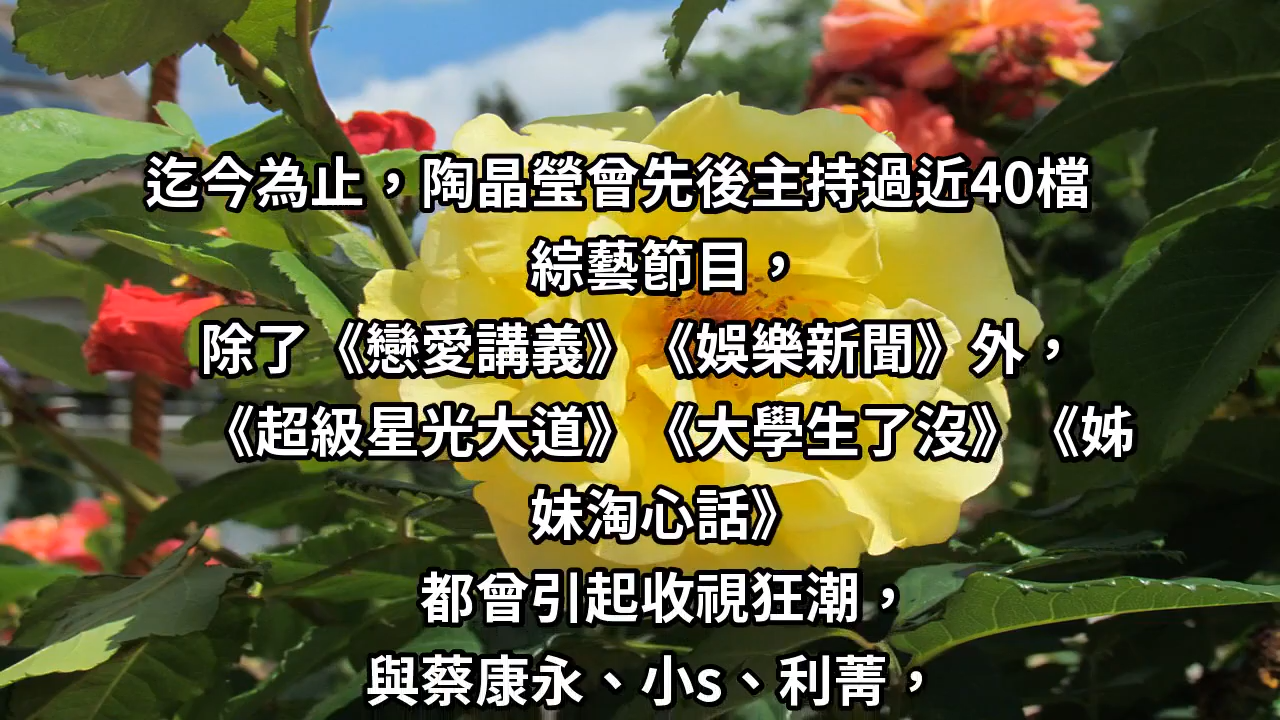 迄今為止，陶晶瑩曾先後主持過近40檔
綜藝節目，
除了《戀愛講義》《娛樂新聞》外，
《超級星光大道》《大學生了沒》《姊
妹淘心話》
都曾引起收視狂潮，
與蔡康永、小s、利菁，